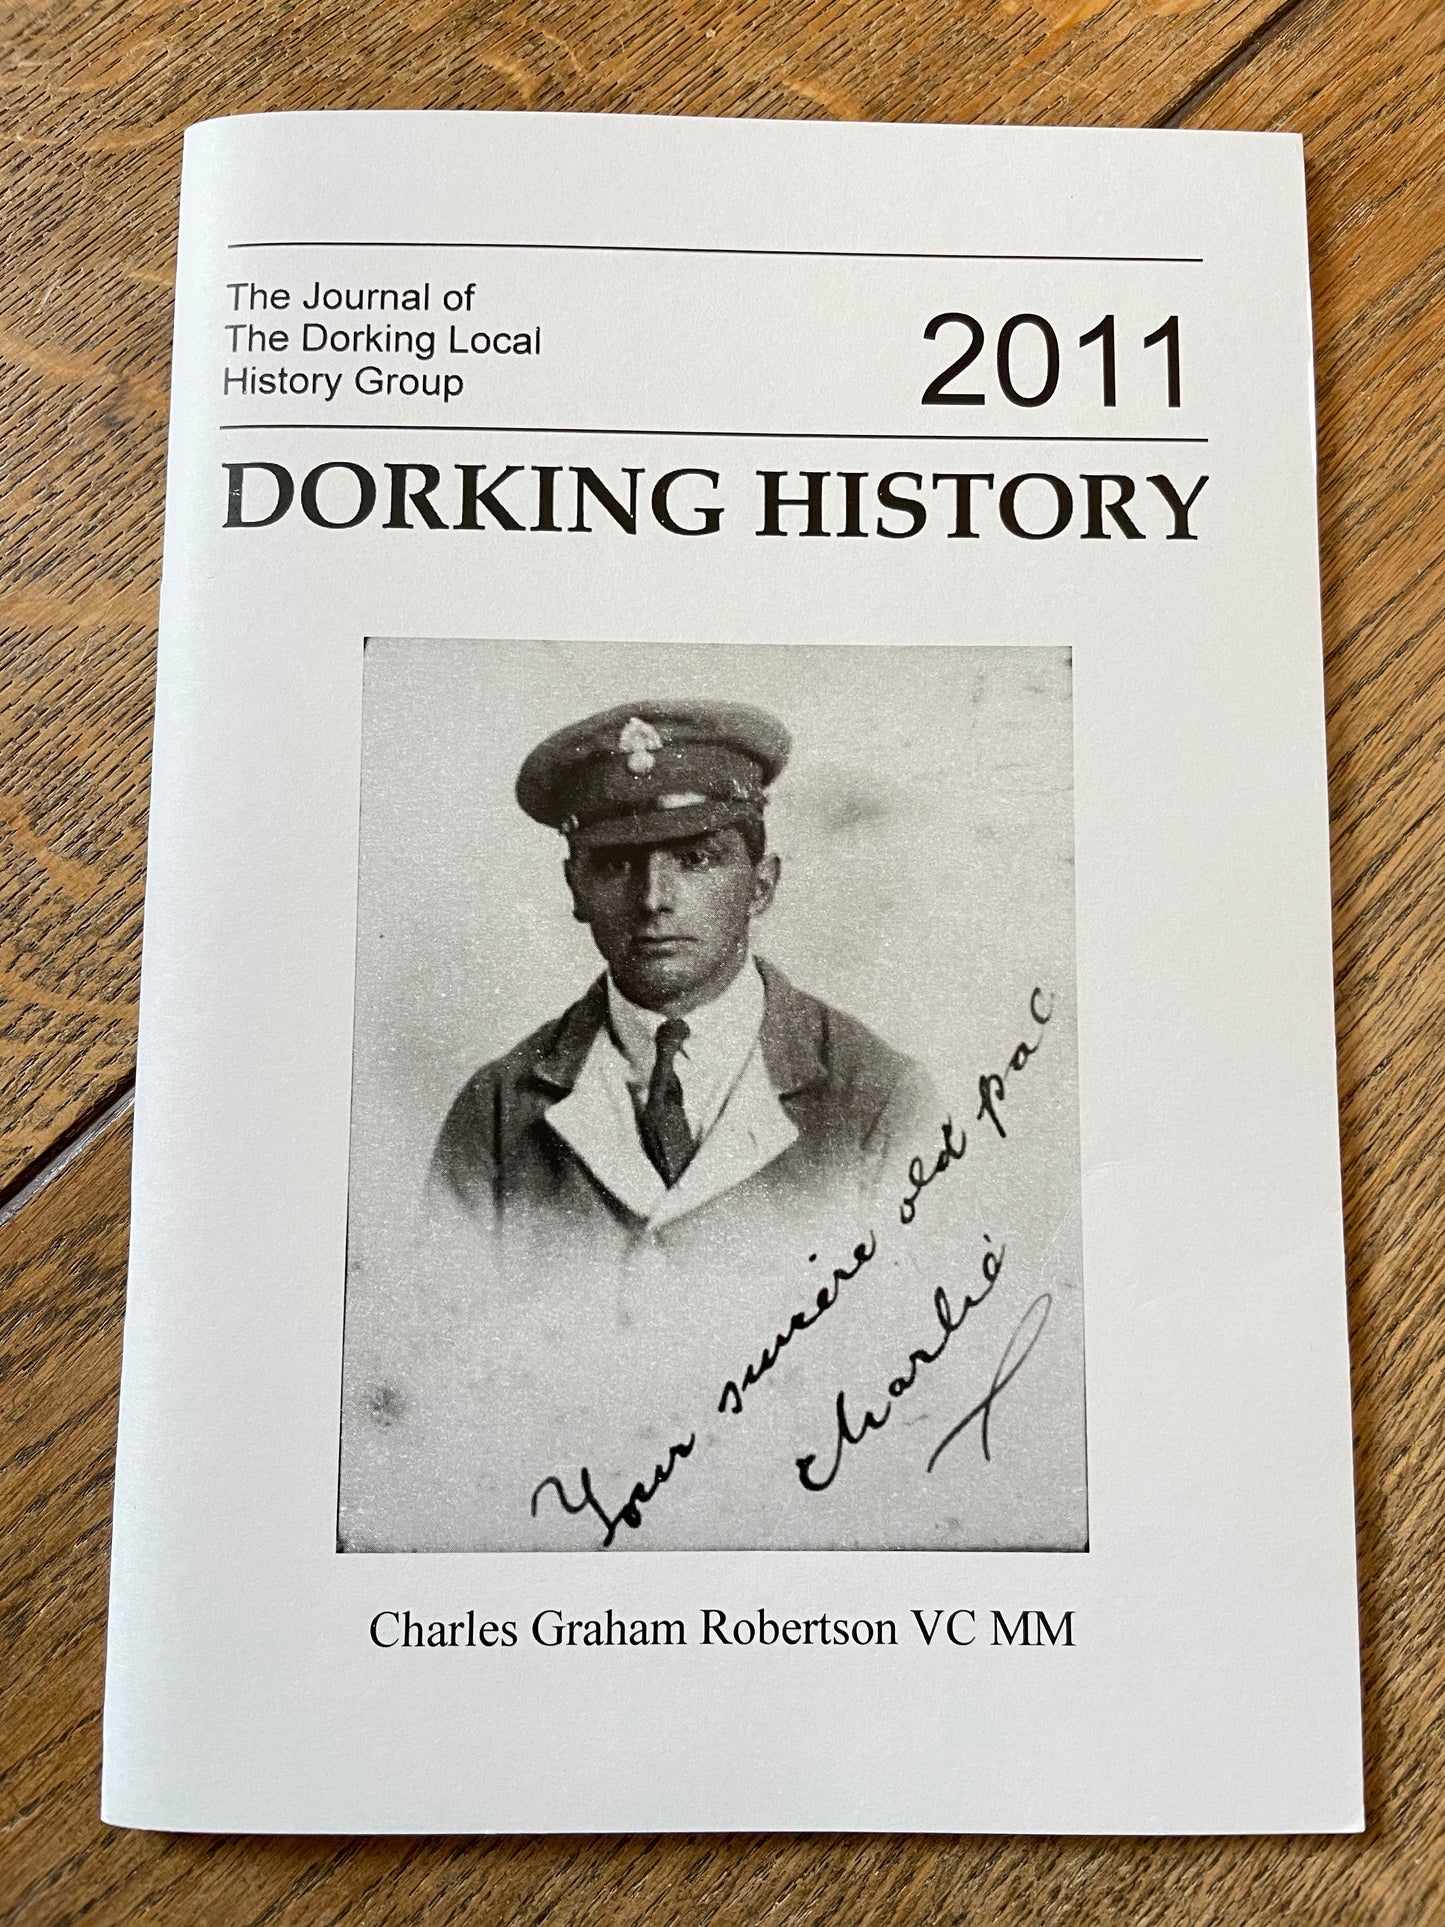 The Journal of
The Dorking Local
History Group
2011
DORKING HISTORY
Your sincere old pal
Charlie
Charles Graham Robertson VC MM